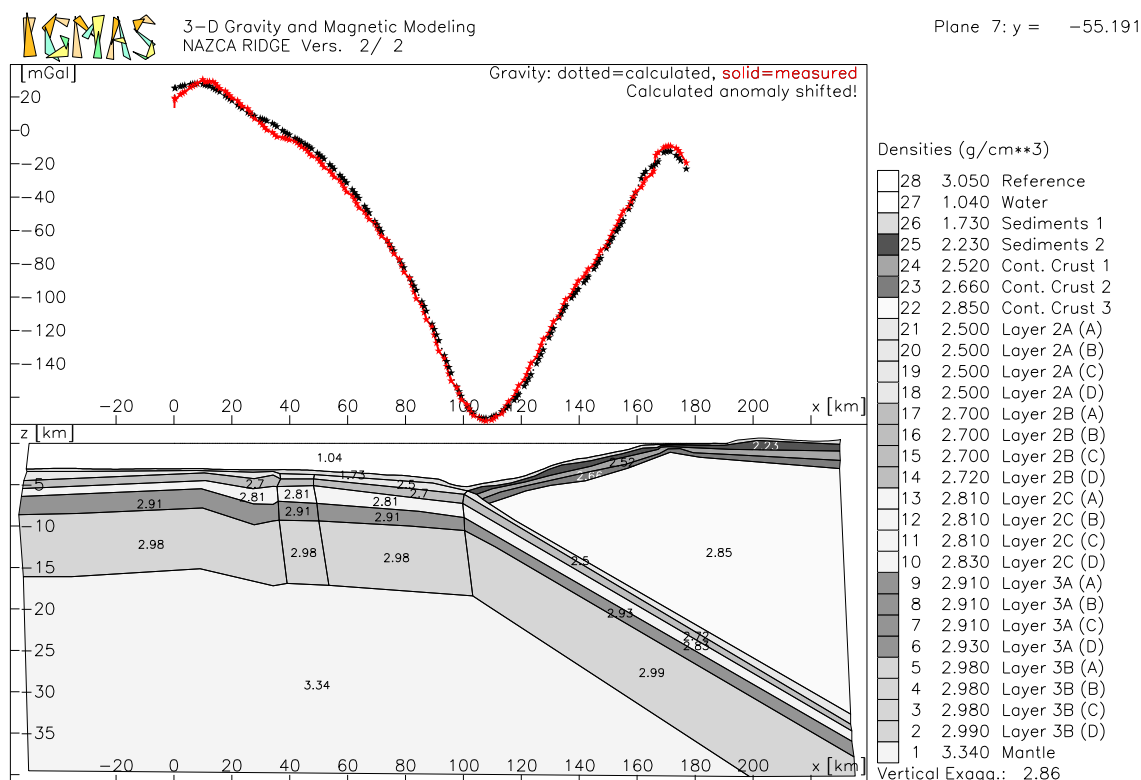 IGMAS
3-D Gravity and Magnetic Modeling
NAZCA RIDGE Vers. 2/ 2
Plane 7: y = -55.191
[mGal]
Gravity: dotted=calculated, solid=measured
Calculated anomaly shifted!
20
0
-20
-40
-60
-80
-100
-120
-140
-20 0 20 40 60 80 100 120 140 160 180 200 x [km]
z [km]
1.04
1.73
2.5
2.7
2.7
2.81
2.81
2.81
2.91
2.91
2.91
2.98
2.98
2.98
2.23
2.52
2.66
2.85
2.5
2.93
2.72
2.83
2.99
3.34
-5
-10
-15
-20
-25
-30
-35
-20 0 20 40 60 80 100 120 140 160 180 200 x [km]
Densities (g/cm**3)
28 3.050 Reference
27 1.040 Water
26 1.730 Sediments 1
25 2.230 Sediments 2
24 2.520 Cont. Crust 1
23 2.660 Cont. Crust 2
22 2.850 Cont. Crust 3
21 2.500 Layer 2A (A)
20 2.500 Layer 2A (B)
19 2.500 Layer 2A (C)
18 2.500 Layer 2A (D)
17 2.700 Layer 2B (A)
16 2.700 Layer 2B (B)
15 2.700 Layer 2B (C)
14 2.720 Layer 2B (D)
13 2.810 Layer 2C (A)
12 2.810 Layer 2C (B)
11 2.810 Layer 2C (C)
10 2.830 Layer 2C (D)
9 2.910 Layer 3A (A)
8 2.910 Layer 3A (B)
7 2.910 Layer 3A (C)
6 2.930 Layer 3A (D)
5 2.980 Layer 3B (A)
4 2.980 Layer 3B (B)
3 2.980 Layer 3B (C)
2 2.990 Layer 3B (D)
1 3.340 Mantle
Vertical Exagg.: 2.86